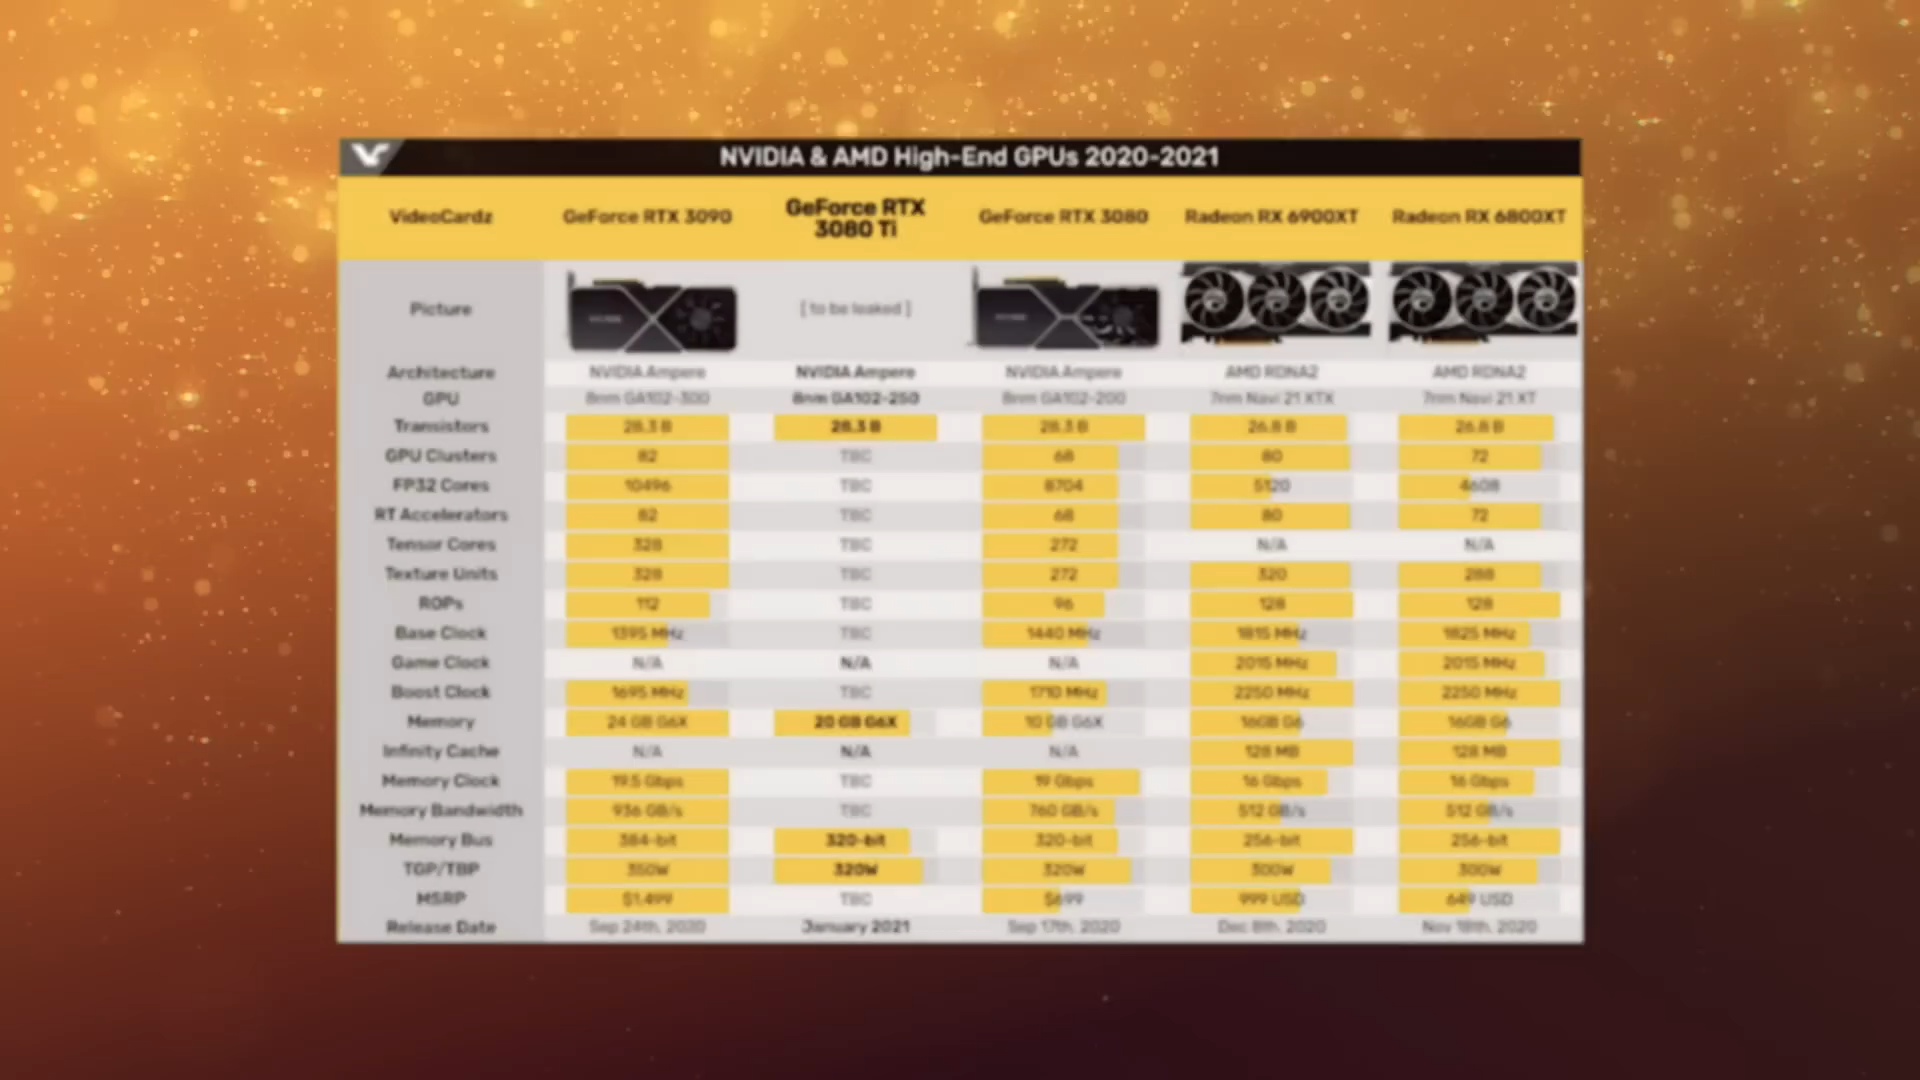 NVIDIA & AMD High-End GPUs 2020-2021
VideoCardz GeForce RTX 3090 GeForce RTX 3080 Ti GeForce RTX 3080 Radeon RX 6900XT Radeon RX 6800XT
Picture [ to be leaked ]
Architecture NVIDIA Ampere NVIDIA Ampere NVIDIA Ampere AMD RDNA2 AMD RDNA2
GPU 8nm GA102-300 8nm GA102-250 8nm GA102-200 7nm Navi 21 XTX 7nm Navi 21 XT
Transistors 28.3 B 28.3 B 28.3 B 26.8 B 26.8 B
GPU Clusters 82 TBC 68 80 72
FP32 Cores 10496 TBC 8704 5120 4608
RT Accelerators 82 TBC 68 80 72
Tensor Cores 328 TBC 272 N/A N/A
Texture Units 328 TBC 272 320 288
ROPs 112 TBC 96 128 128
Base Clock 1395 MHz TBC 1440 MHz 1815 MHz 1825 MHz
Game Clock N/A N/A N/A 2015 MHz 2015 MHz
Boost Clock 1695 MHz TBC 1710 MHz 2250 MHz 2250 MHz
Memory 24 GB G6X 20 GB G6X 10 GB G6X 16GB G6 16GB G6
Infinity Cache N/A N/A N/A 128 MB 128 MB
Memory Clock 19.5 Gbps TBC 19 Gbps 16 Gbps 16 Gbps
Memory Bandwidth 936 GB/s TBC 760 GB/s 512 GB/s 512 GB/s
Memory Bus 384-bit 320-bit 320-bit 256-bit 256-bit
TGP/TBP 350W 320W 320W 300W 300W
MSRP $1,499 TBC $699 999 USD 649 USD
Release Date Sep 24th, 2020 January 2021 Sep 17th, 2020 Dec 8th, 2020 Nov 18th, 2020